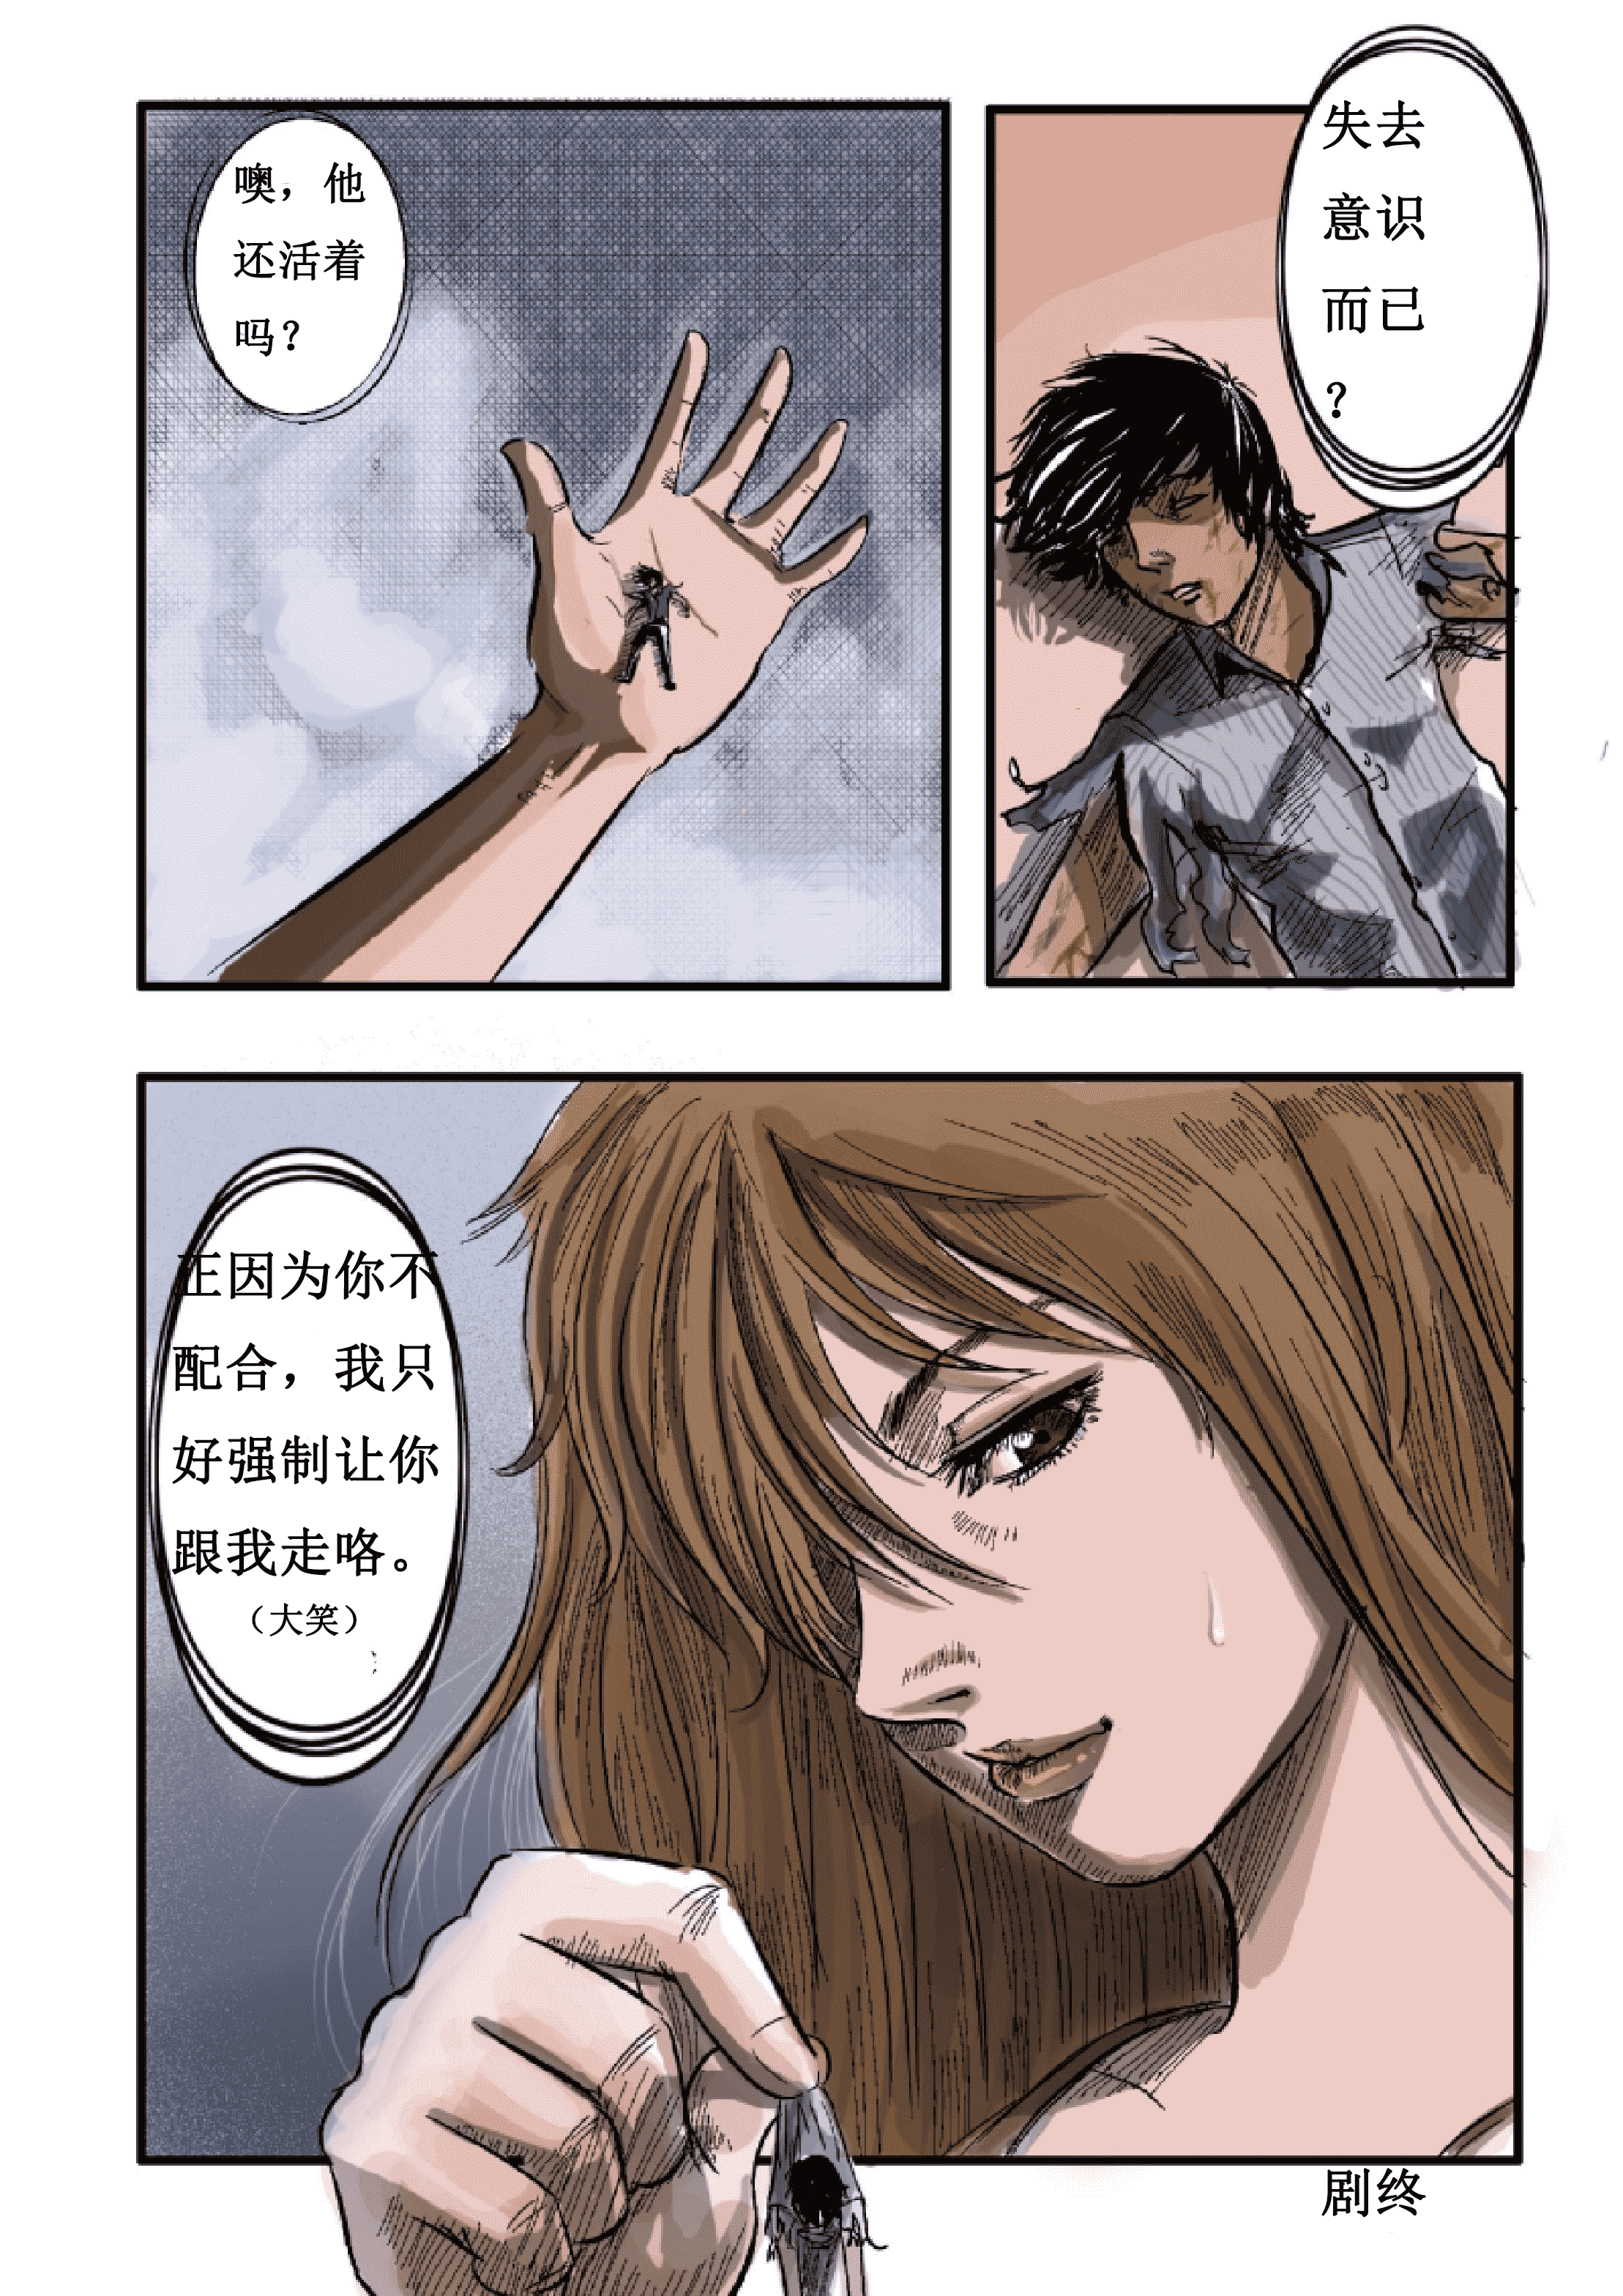 噢，他
还活着
吗？
失去
意识
而已
？
正因为你不
配合，我只
好强制让你
跟我走咯。
（大笑）
剧终